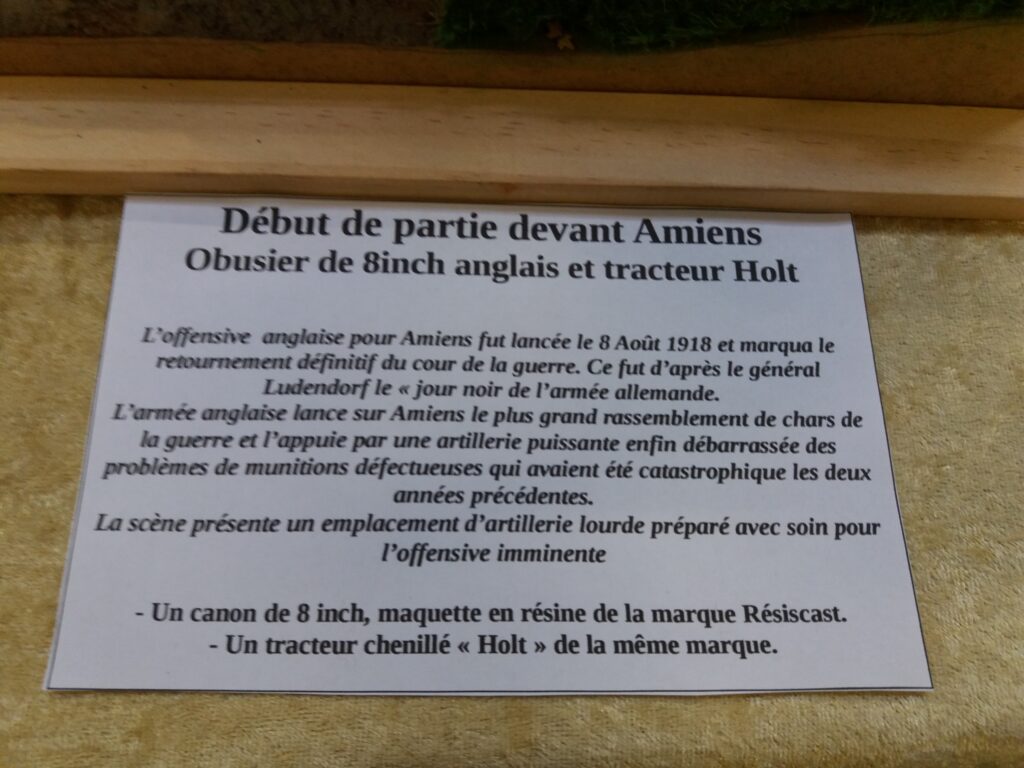 Début de partie devant Amiens
Obusier de 8inch anglais et tracteur Holt
L’offensive anglaise pour Amiens fut lancée le 8 Août 1918 et marqua le
retournement définitif du cour de la guerre. Ce fut d’après le général
Ludendorf le « jour noir de l’armée allemande.
L’armée anglaise lance sur Amiens le plus grand rassemblement de chars de
la guerre et l’appuie par une artillerie puissante enfin débarrassée des
problèmes de munitions défectueuses qui avaient été catastrophique les deux
années précédentes.
La scène présente un emplacement d’artillerie lourde préparé avec soin pour
l’offensive imminente
- Un canon de 8 inch, maquette en résine de la marque Résiscast.
- Un tracteur chenillé « Holt » de la même marque.